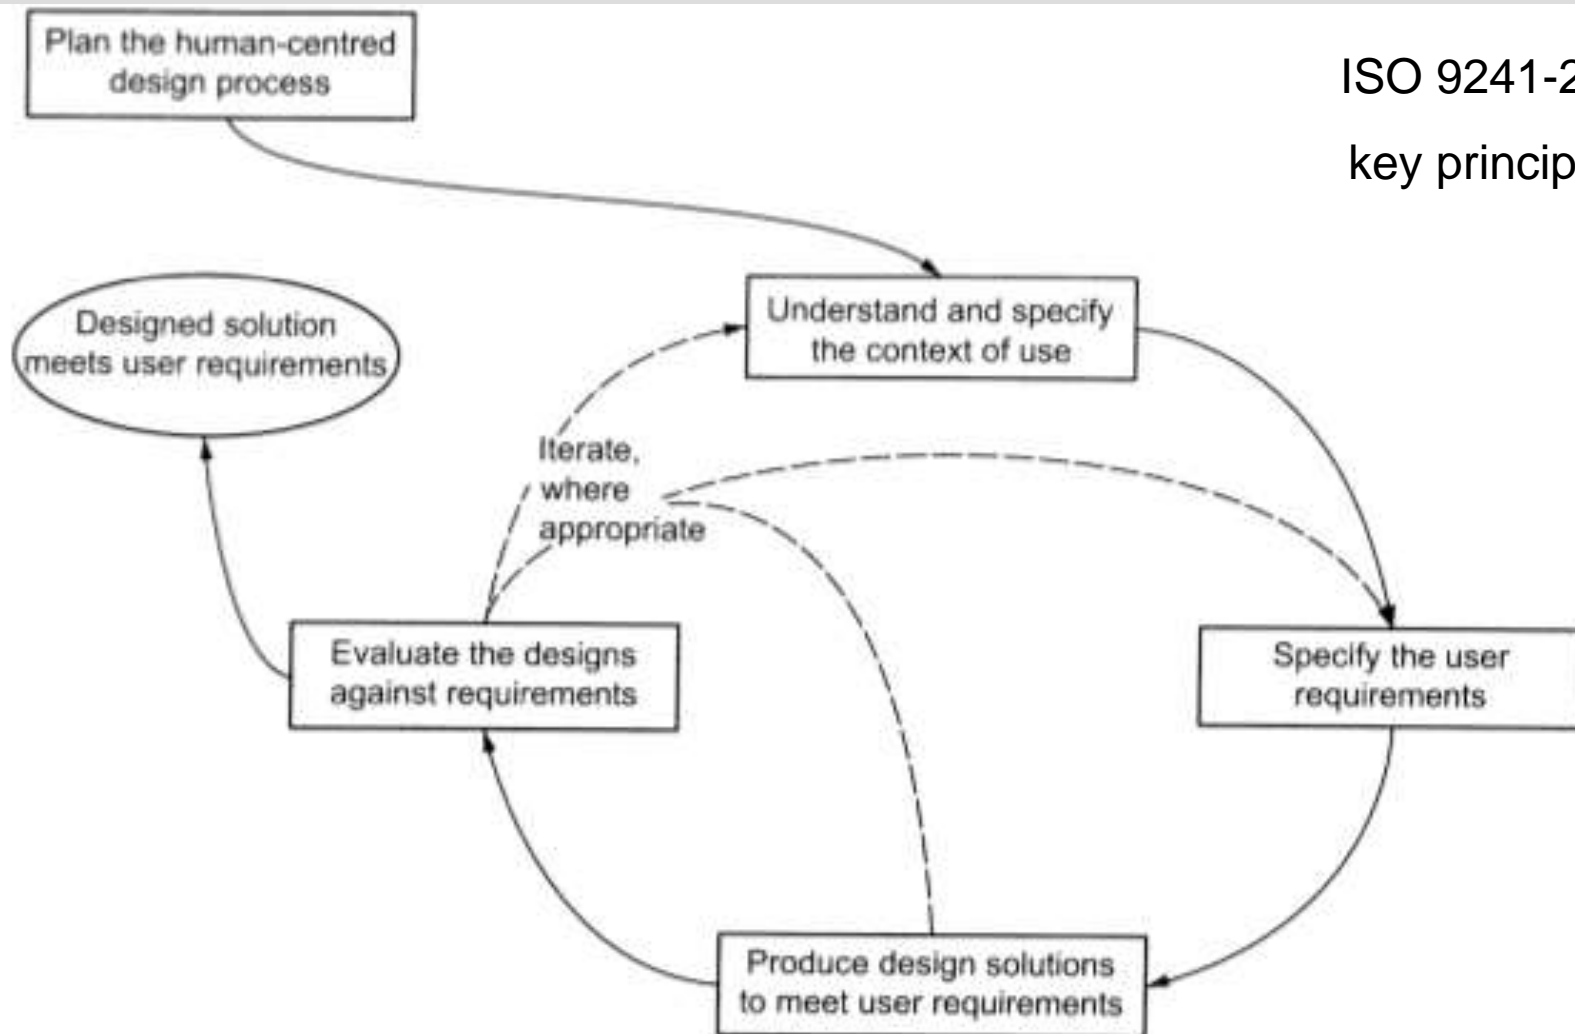 Plan the human-centred
design process
ISO 9241-2
key princip
Understand and specify
the context of use
Designed solution
meets user requirements
Iterate,
where
appropriate
Evaluate the designs
against requirements
Specify the user
requirements
Produce design solutions
to meet user requirements